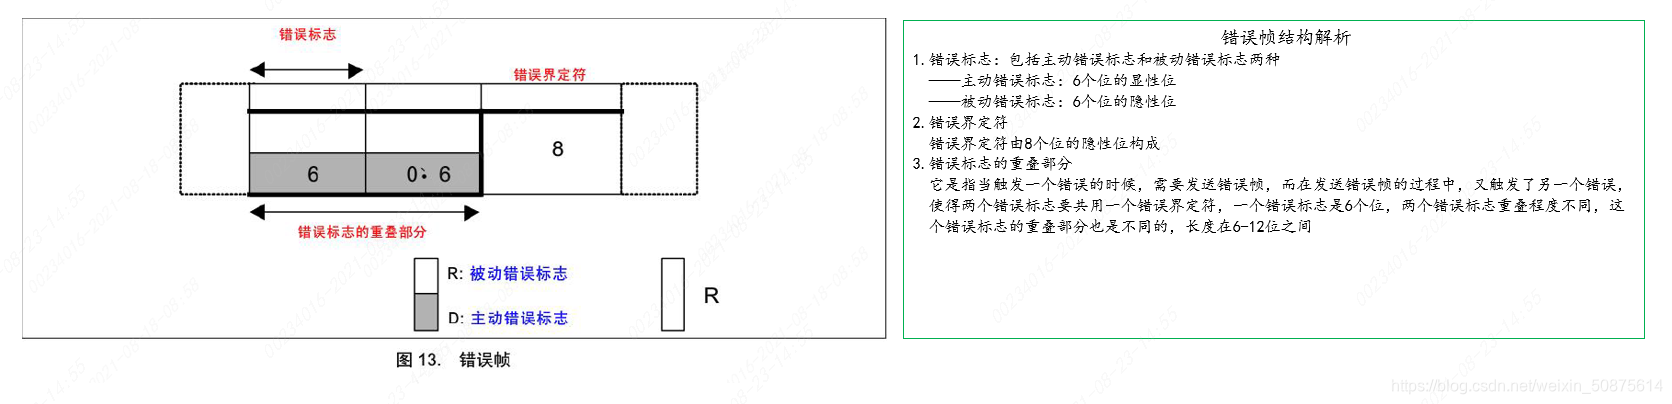 错误标志
错误界定符
6
0: 6
8
错误标志的重叠部分
R: 被动错误标志
D: 主动错误标志
R
图 13. 错误帧
错误帧结构解析
1. 错误标志：包括主动错误标志和被动错误标志两种
——主动错误标志：6个位的显性位
——被动错误标志：6个位的隐性位
2. 错误界定符
错误界定符由8个位的隐性位构成
3. 错误标志的重叠部分
它是指当触发一个错误的时候，需要发送错误帧，而在发送错误帧的过程中，又触发了另一个错误，
使得两个错误标志要共用一个错误界定符，一个错误标志是6个位，两个错误标志重叠程度不同，这
个错误标志的重叠部分也是不同的，长度在6-12位之间
https://blog.csdn.net/weixin_50875614